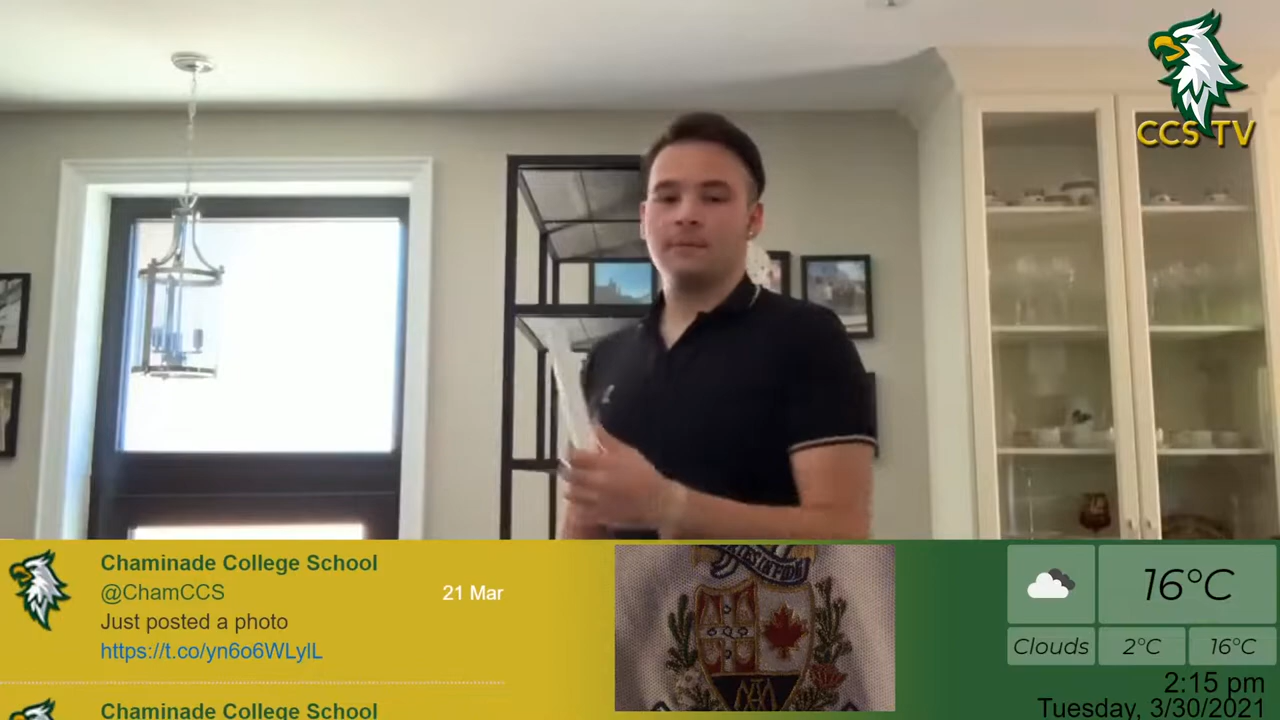 CCS TV
Chaminade College School
@ChamCCS
21 Mar
Just posted a photo
https://t.co/yn6o6WLylL
Chaminade College School
16°C
Clouds
2°C
16°C
2:15 pm
Tuesday, 3/30/2021